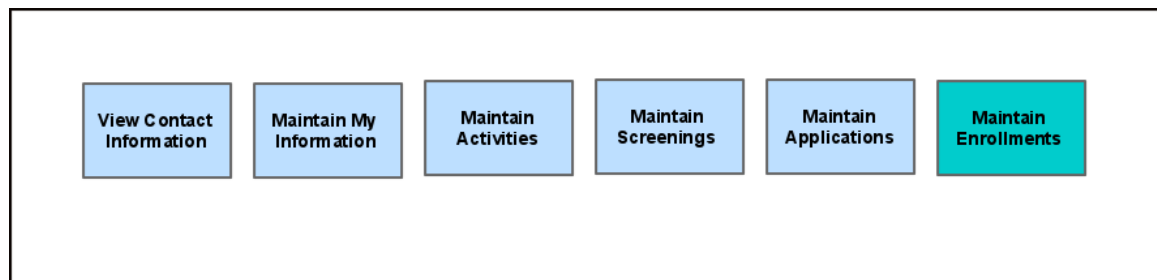 View Contact
Information
Maintain My
Information
Maintain
Activities
Maintain
Screenings
Maintain
Applications
Maintain
Enrollments